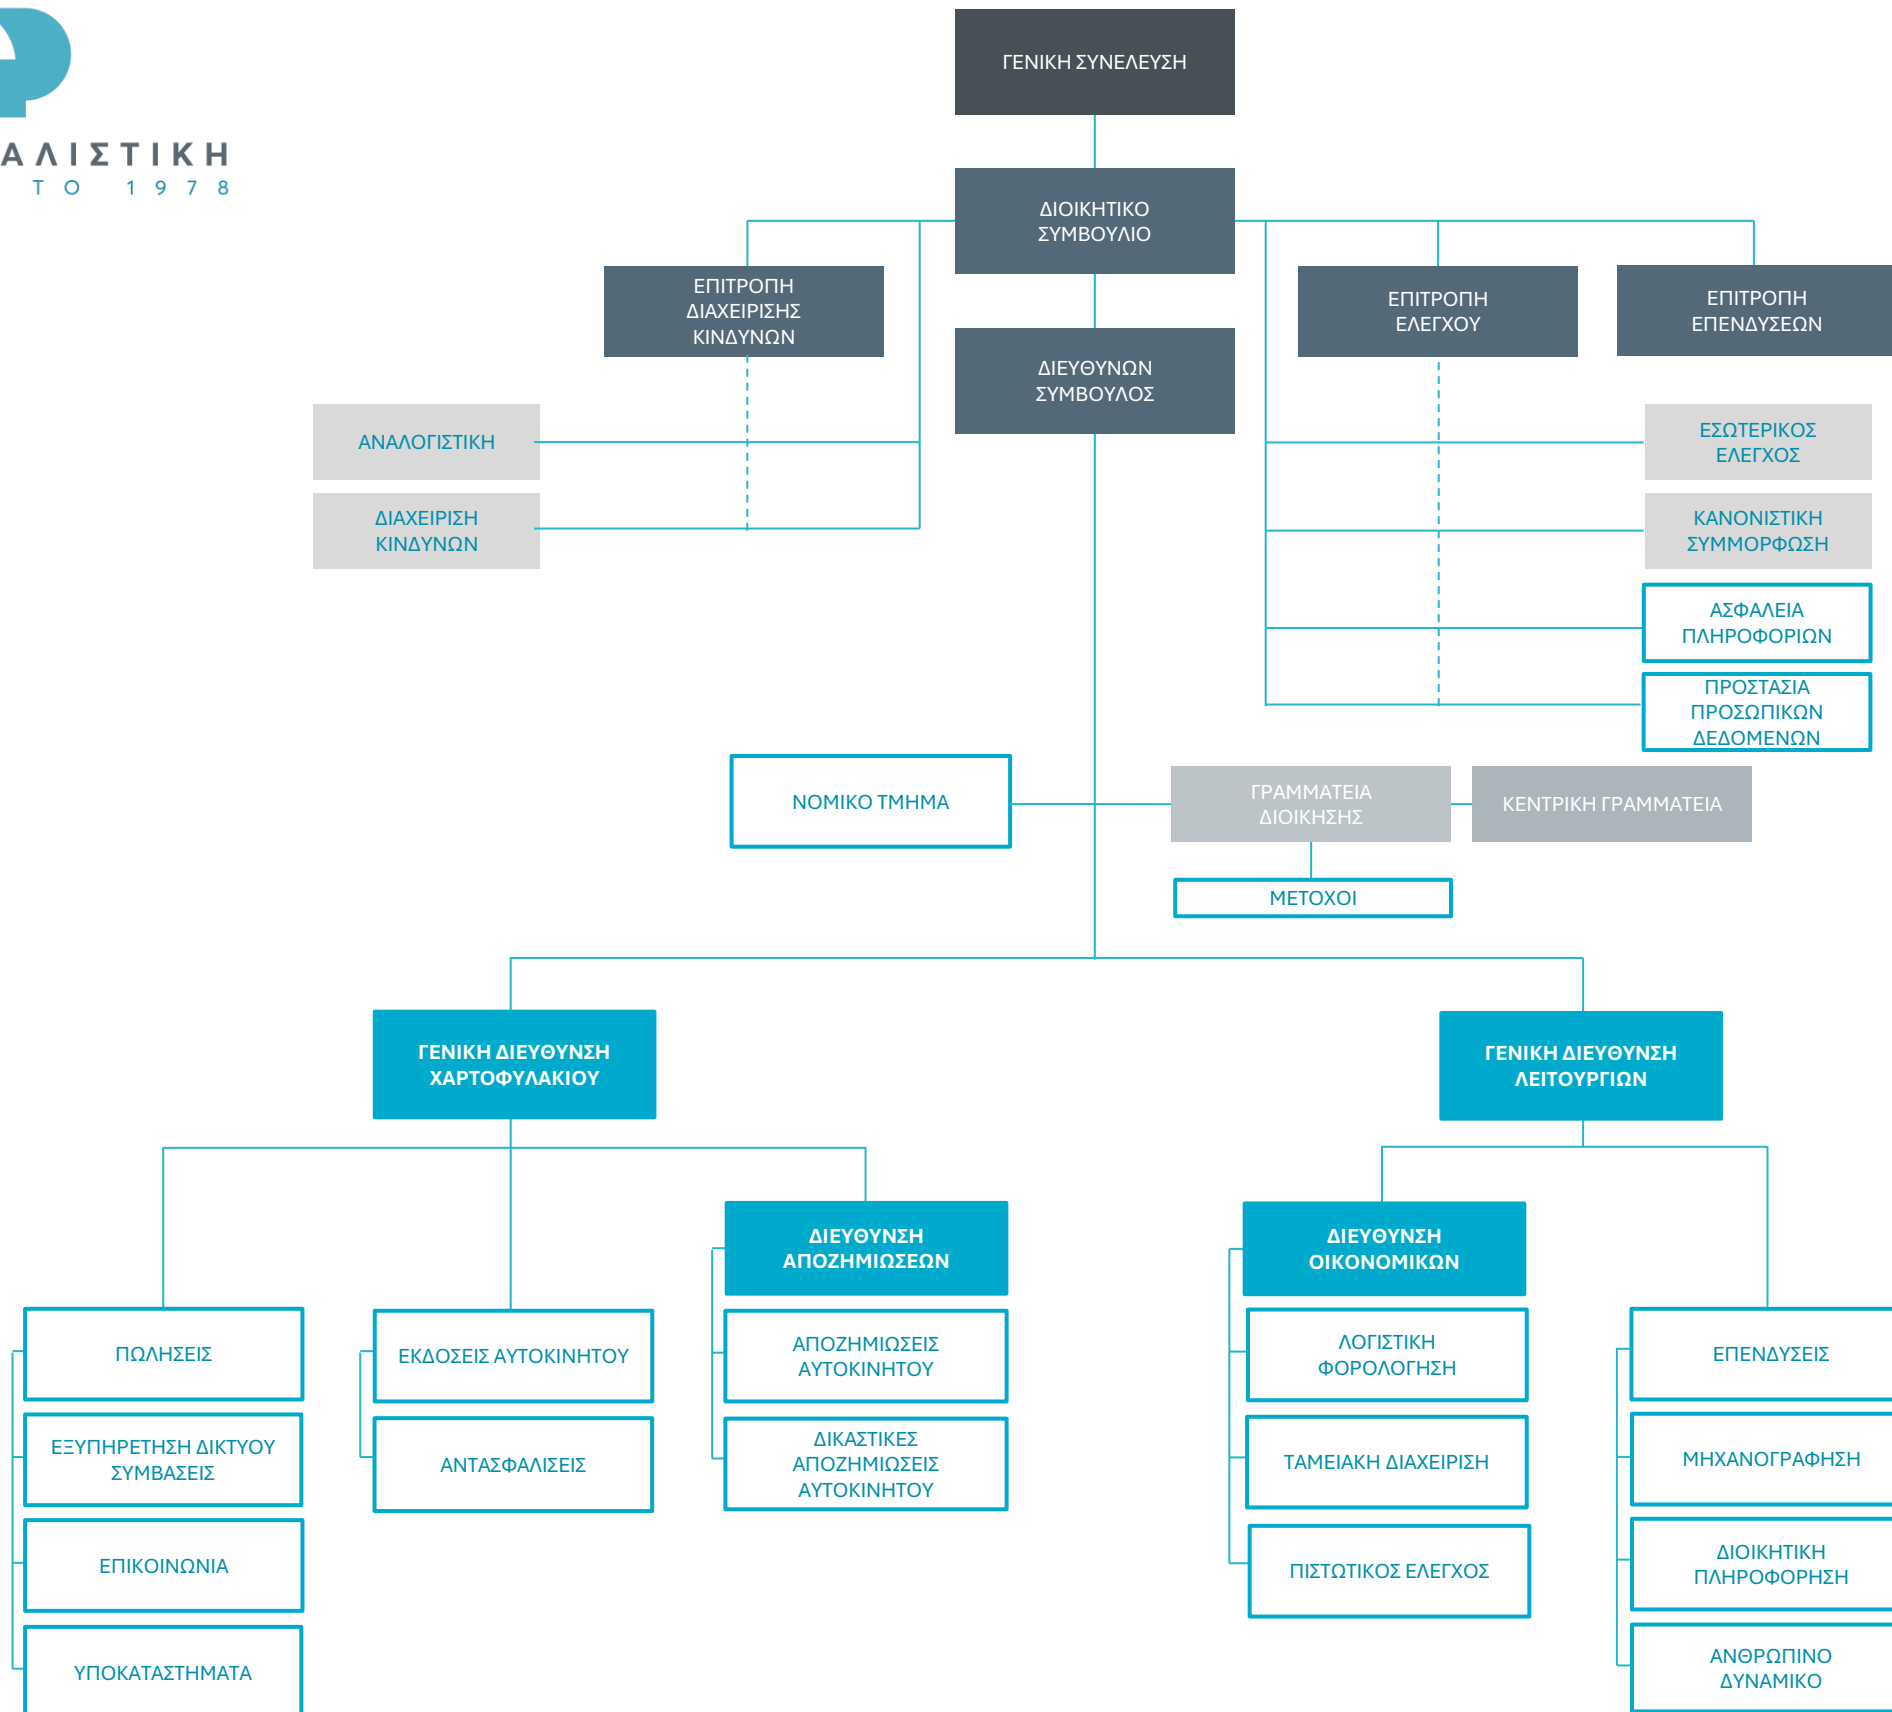 ΑΛΙΣΤΙΚΗ
ΤΟ 1978
ΓΕΝΙΚΗ ΣΥΝΕΛΕΥΣΗ
ΔΙΟΙΚΗΤΙΚΟ
ΣΥΜΒΟΥΛΙΟ
ΕΠΙΤΡΟΠΗ
ΔΙΑΧΕΙΡΙΣΗΣ
ΚΙΝΔΥΝΩΝ
ΕΠΙΤΡΟΠΗ
ΕΛΕΓΧΟΥ
ΕΠΙΤΡΟΠΗ
ΕΠΕΝΔΥΣΕΩΝ
ΔΙΕΥΘΥΝΩΝ
ΣΥΜΒΟΥΛΟΣ
ΑΝΑΛΟΓΙΣΤΙΚΗ
ΔΙΑΧΕΙΡΙΣΗ
ΚΙΝΔΥΝΩΝ
ΕΣΩΤΕΡΙΚΟΣ
ΕΛΕΓΧΟΣ
ΚΑΝΟΝΙΣΤΙΚΗ
ΣΥΜΜΟΡΦΩΣΗ
ΑΣΦΑΛΕΙΑ
ΠΛΗΡΟΦΟΡΙΩΝ
ΠΡΟΣΤΑΣΙΑ
ΠΡΟΣΩΠΙΚΩΝ
ΔΕΔΟΜΕΝΩΝ
ΝΟΜΙΚΟ ΤΜΗΜΑ
ΓΡΑΜΜΑΤΕΙΑ
ΔΙΟΙΚΗΣΗΣ
ΚΕΝΤΡΙΚΗ ΓΡΑΜΜΑΤΕΙΑ
ΜΕΤΟΧΟΙ
ΓΕΝΙΚΗ ΔΙΕΥΘΥΝΣΗ
ΧΑΡΤΟΦΥΛΑΚΙΟΥ
ΓΕΝΙΚΗ ΔΙΕΥΘΥΝΣΗ
ΛΕΙΤΟΥΡΓΙΩΝ
ΔΙΕΥΘΥΝΣΗ
ΑΠΟΖΗΜΙΩΣΕΩΝ
ΔΙΕΥΘΥΝΣΗ
ΟΙΚΟΝΟΜΙΚΩΝ
ΠΩΛΗΣΕΙΣ
ΕΞΥΠΗΡΕΤΗΣΗ ΔΙΚΤΥΟΥ
ΣΥΜΒΑΣΕΙΣ
ΕΠΙΚΟΙΝΩΝΙΑ
ΥΠΟΚΑΤΑΣΤΗΜΑΤΑ
ΕΚΔΟΣΕΙΣ ΑΥΤΟΚΙΝΗΤΟΥ
ΑΝΤΑΣΦΑΛΙΣΕΙΣ
ΑΠΟΖΗΜΙΩΣΕΙΣ
ΑΥΤΟΚΙΝΗΤΟΥ
ΔΙΚΑΣΤΙΚΕΣ
ΑΠΟΖΗΜΙΩΣΕΙΣ
ΑΥΤΟΚΙΝΗΤΟΥ
ΛΟΓΙΣΤΙΚΗ
ΦΟΡΟΛΟΓΗΣΗ
ΤΑΜΕΙΑΚΗ ΔΙΑΧΕΙΡΙΣΗ
ΠΙΣΤΩΤΙΚΟΣ ΕΛΕΓΧΟΣ
ΕΠΕΝΔΥΣΕΙΣ
ΜΗΧΑΝΟΓΡΑΦΗΣΗ
ΔΙΟΙΚΗΤΙΚΗ
ΠΛΗΡΟΦΟΡΗΣΗ
ΑΝΘΡΩΠΙΝΟ
ΔΥΝΑΜΙΚΟ